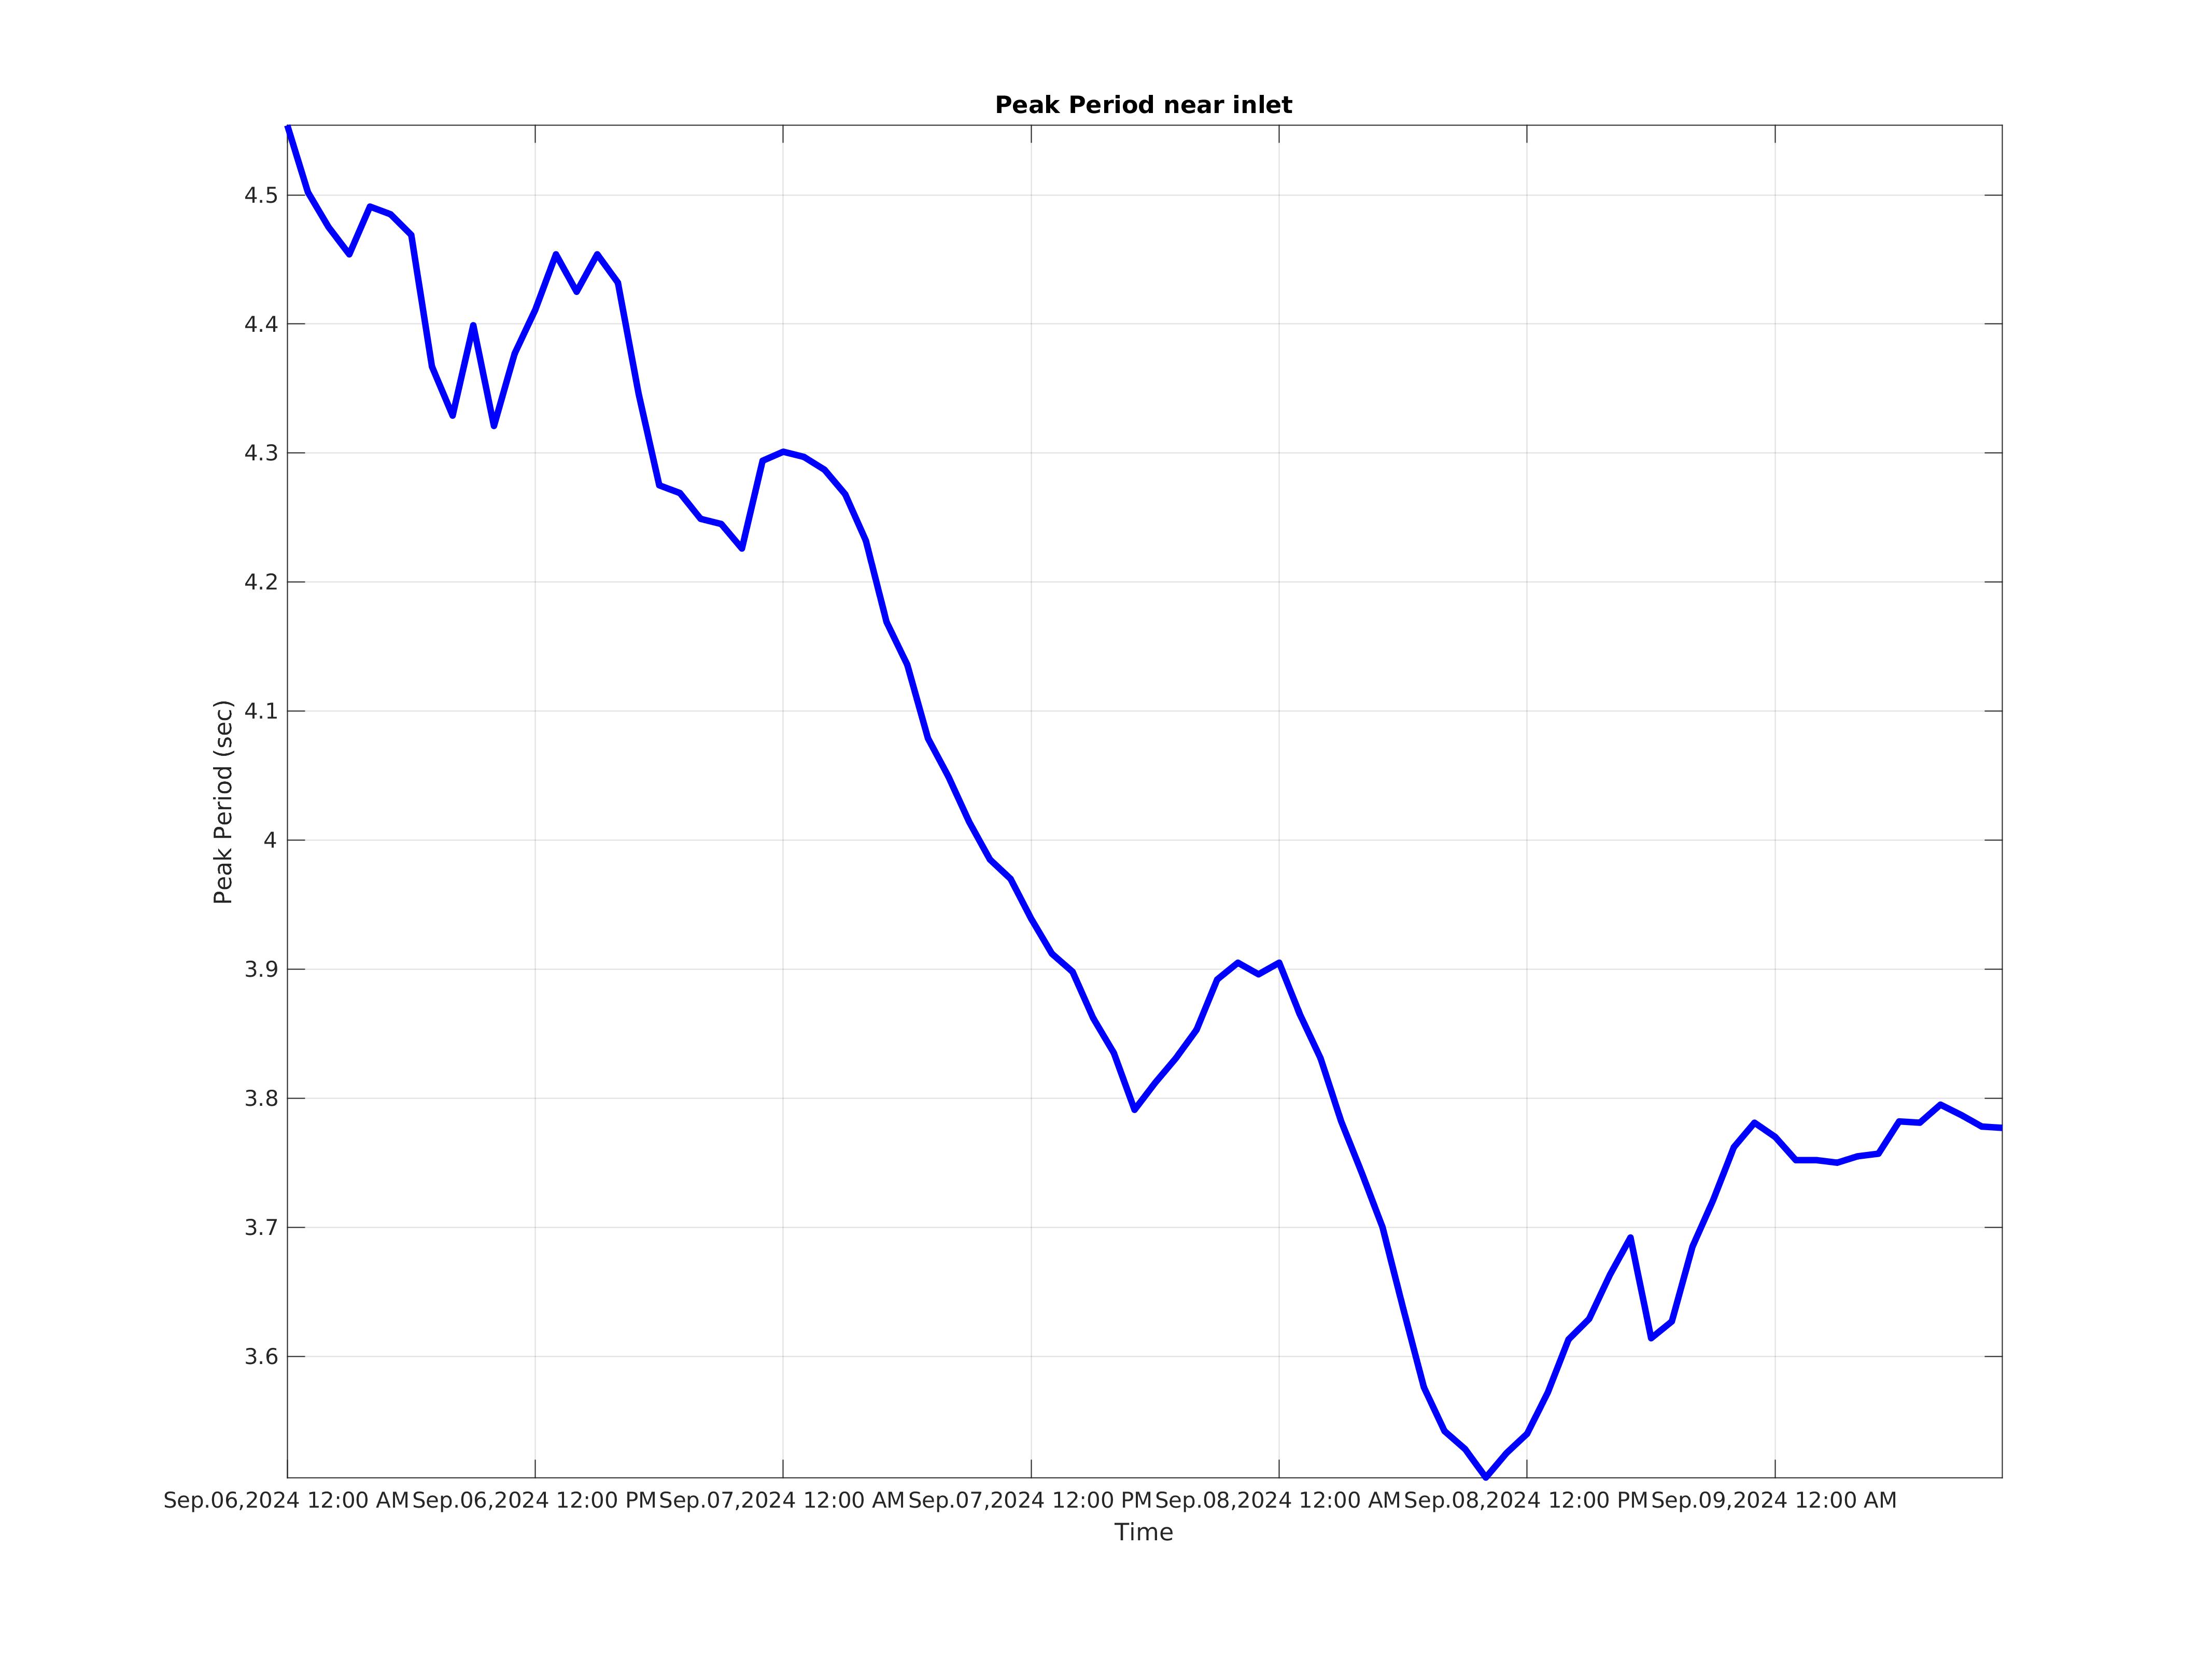 Peak Period near inlet
4.5
4.4
4.3
4.2
4.1
4
3.9
3.8
3.7
3.6
Peak Period (sec)
Sep.06,2024 12:00 AM Sep.06,2024 12:00 PM Sep.07,2024 12:00 AM Sep.07,2024 12:00 PM Sep.08,2024 12:00 AM Sep.08,2024 12:00 PM Sep.09,2024 12:00 AM
Time